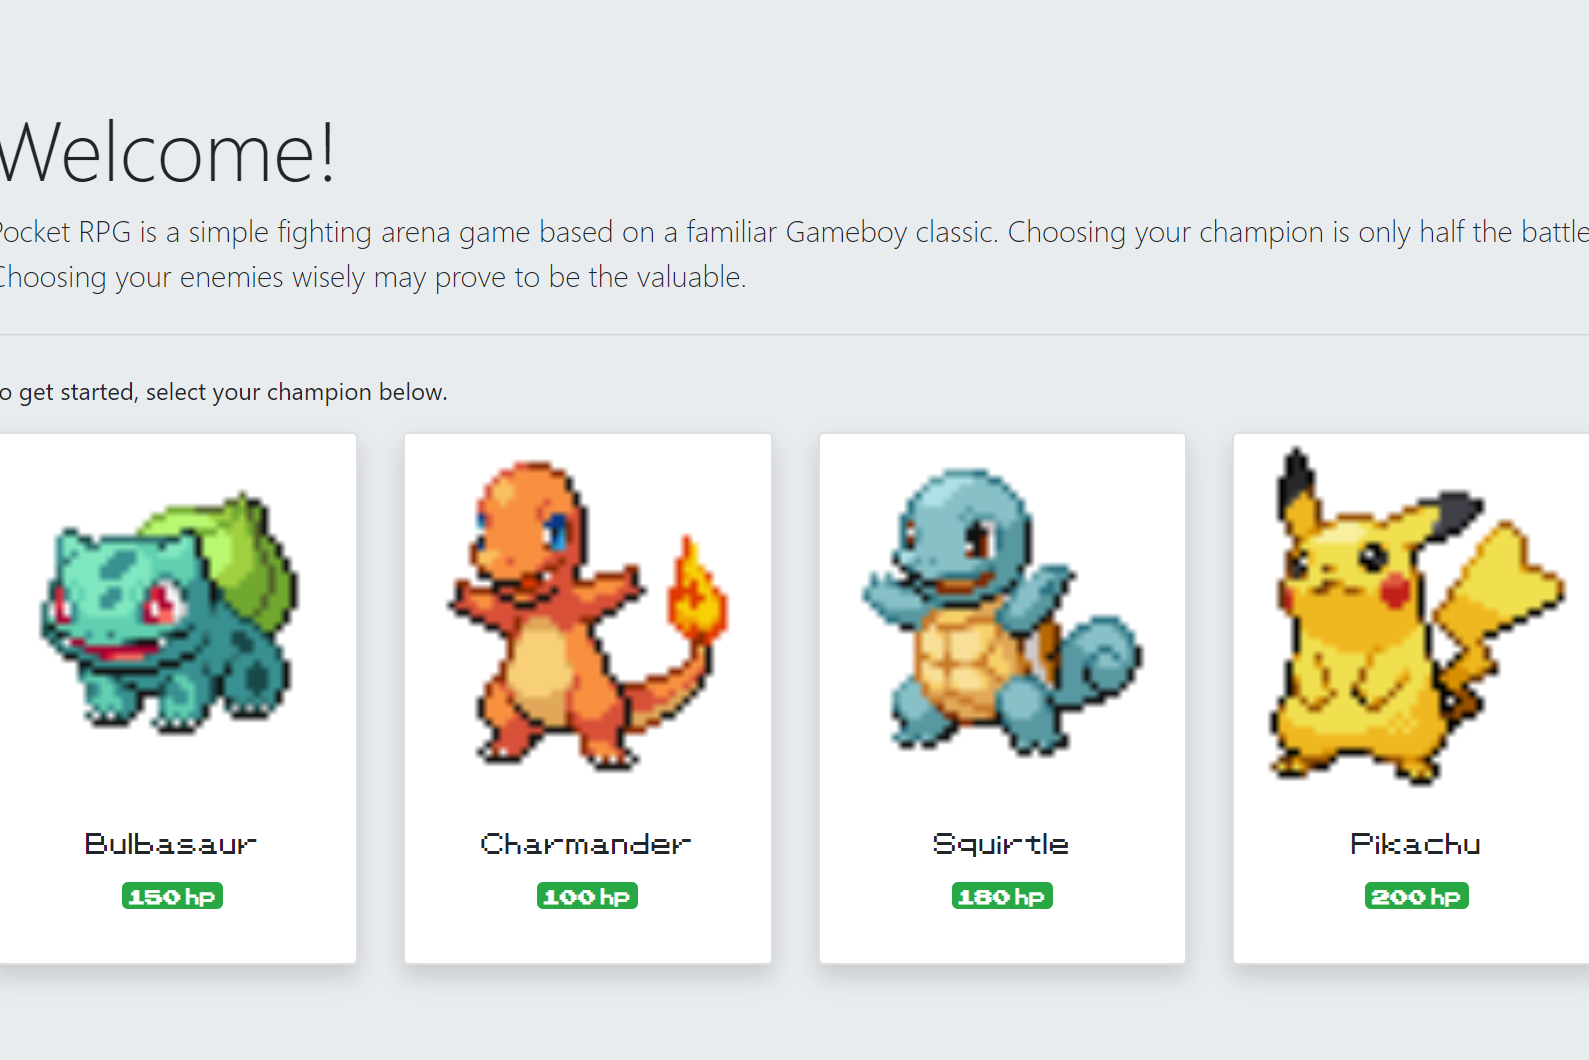 Welcome!
Pocket RPG is a simple fighting arena game based on a familiar Gameboy classic. Choosing your champion is only half the battle
Choosing your enemies wisely may prove to be the valuable.
o get started, select your champion below.
Bulbasaur
Charmander
Squirtle
Pikachu
150 hp
100 hp
180 hp
200 hp